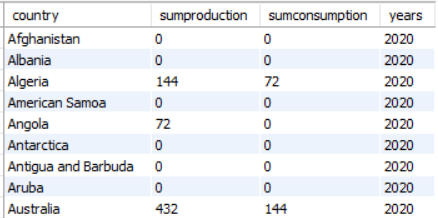 country sumproduction sumconsumption years
Afghanistan 0 0 2020
Albania 0 0 2020
Algeria 144 72 2020
American Samoa 0 0 2020
Angola 72 0 2020
Antarctica 0 0 2020
Antigua and Barbuda 0 0 2020
Aruba 0 0 2020
Australia 432 144 2020